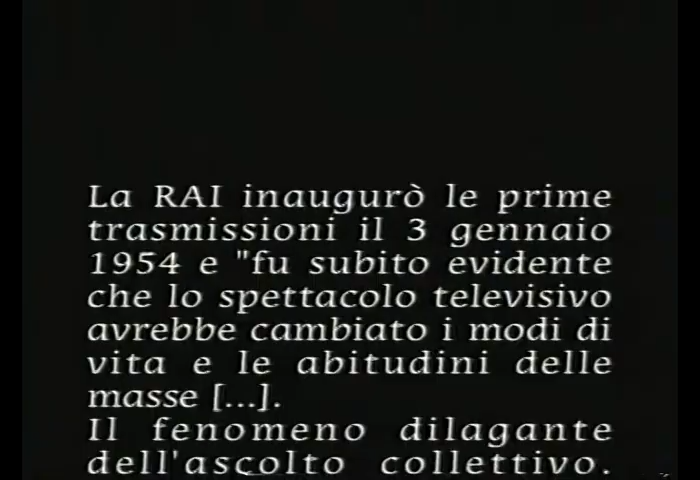 La RAI inaugurò le prime
trasmissioni il 3 gennaio
1954 e "fu subito evidente
che lo spettacolo televisivo
avrebbe cambiato i modi di
vita e le abitudini delle
masse [...].
Il fenomeno dilagante
dell'ascolto collettivo.